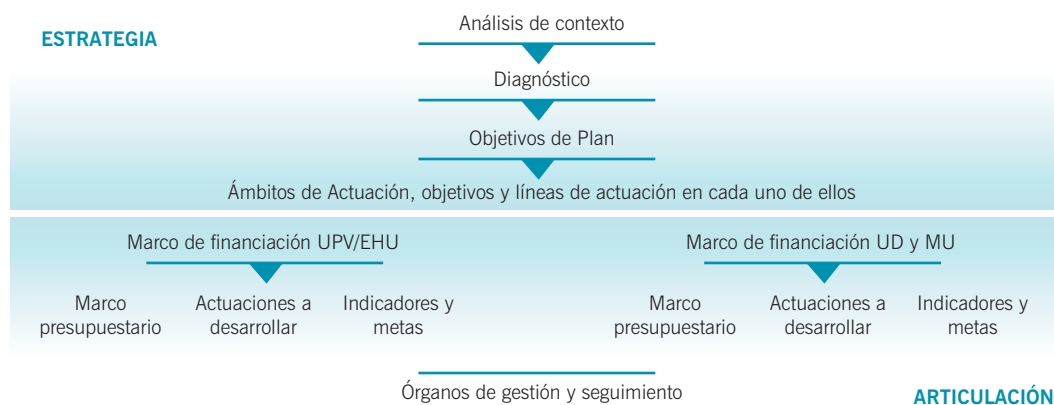 Análisis de contexto
ESTRATEGIA
Diagnóstico
Objetivos de Plan
Ámbitos de Actuación, objetivos y líneas de actuación en cada uno de ellos
Marco de financiación UPV/EHU
Marco de financiación UD y MU
Marco
presupuestario
Actuaciones a
desarrollar
Indicadores y
metas
Marco
presupuestario
Actuaciones a
desarrollar
Indicadores y
metas
Órganos de gestión y seguimiento
ARTICULACIÓN